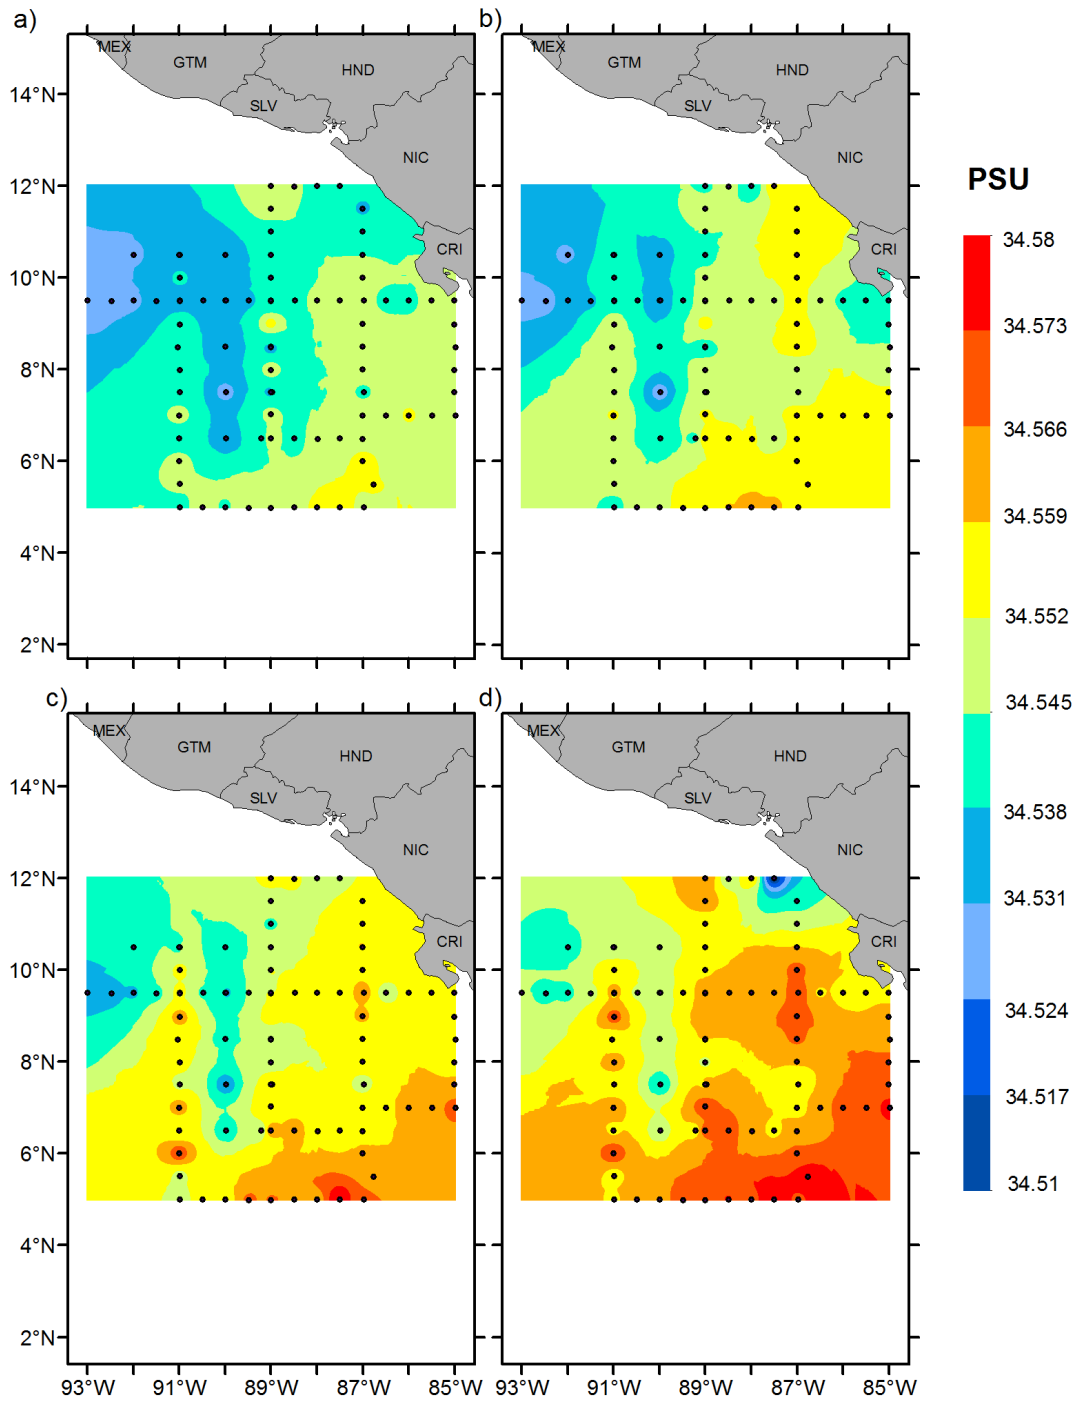 a)
b)
MEX
GTM
HND
SLV
NIC
CRI
MEX
GTM
HND
SLV
NIC
CRI
14°N
12°N
10°N
8°N
6°N
4°N
2°N
PSU
34.58
34.573
34.566
34.559
34.552
34.545
34.538
34.531
34.524
34.517
34.51
c)
d)
MEX
GTM
HND
SLV
NIC
CRI
MEX
GTM
HND
SLV
NIC
CRI
14°N
12°N
10°N
8°N
6°N
4°N
2°N
93°W 91°W 89°W 87°W 85°W
91°W 89°W 87°W 85°W